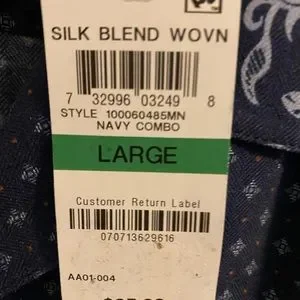 SILK BLEND WOVN
7 32996 03249 8
STYLE 100060485MN
NAVY COMBO
LARGE
Customer Return Label
070713629616
AA01-004